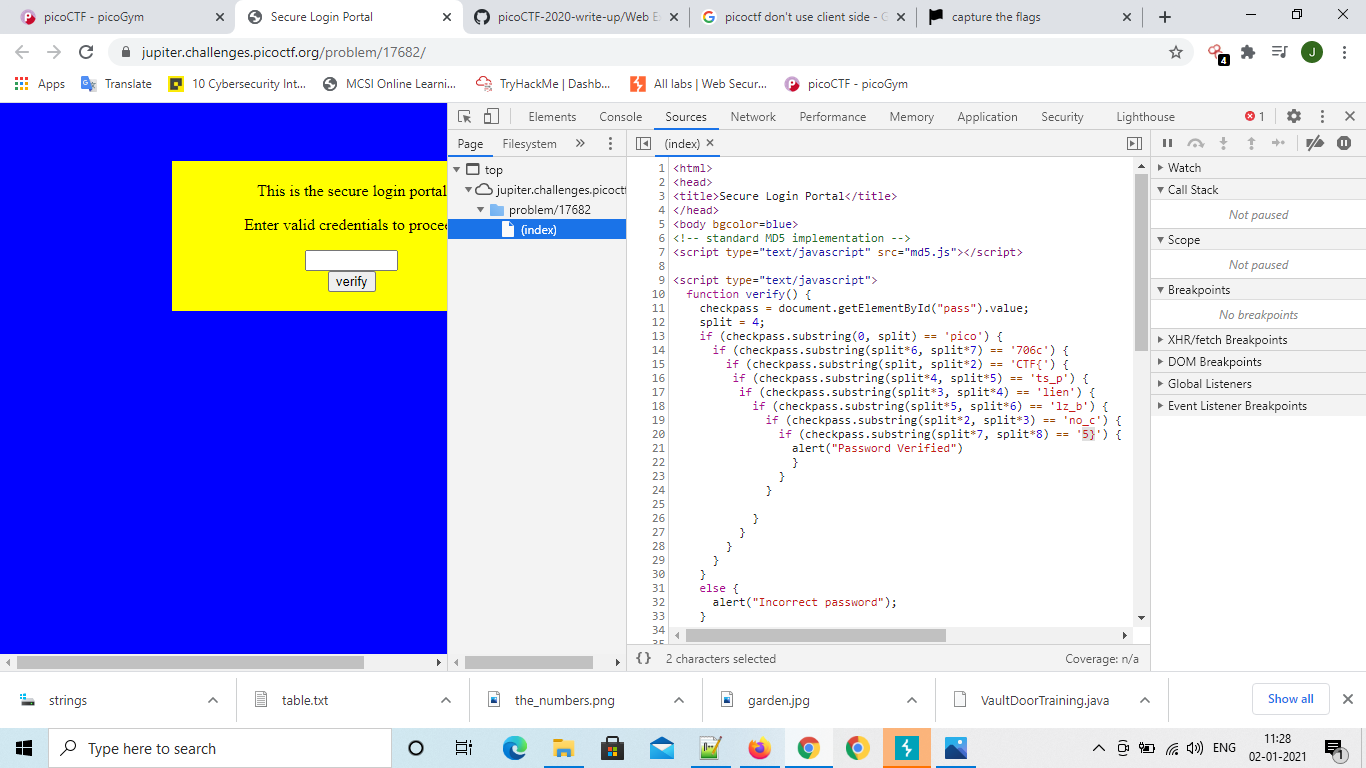 picoCTF - picoGym
Secure Login Portal
picoCTF-2020-write-up/Web E
picoctf don't use client side - G
capture the flags
jupiter.challenges.picoctf.org/problem/17682/
4
J
Apps
Translate
10 Cybersecurity Int...
MCSI Online Learni...
TryHackMe | Dashb...
All labs | Web Secur...
picoCTF - picoGym
This is the secure login portal
Enter valid credentials to procee
verify
Elements
Console
Sources
Network
Performance
Memory
Application
Security
Lighthouse
1
Page
Filesystem
(index)
top
jupiter.challenges.picoctf
problem/17682
(index)
1 <html>
2 <head>
3 <title>Secure Login Portal</title>
4 </head>
5 <body bgcolor=blue>
6 <!-- standard MD5 implementation -->
7 <script type="text/javascript" src="md5.js"></script>
8
9 <script type="text/javascript">
10 function verify() {
11 checkpass = document.getElementById("pass").value;
12 split = 4;
13 if (checkpass.substring(0, split) == 'pico') {
14 if (checkpass.substring(split*6, split*7) == '706c') {
15 if (checkpass.substring(split, split*2) == 'CTF{') {
16 if (checkpass.substring(split*4, split*5) == 'ts_p') {
17 if (checkpass.substring(split*3, split*4) == 'lien') {
18 if (checkpass.substring(split*5, split*6) == 'lz_b') {
19 if (checkpass.substring(split*2, split*3) == 'no_c') {
20 if (checkpass.substring(split*7, split*8) == '5}') {
21 alert("Password Verified")
22 }
23 }
24 }
25
26 }
27 }
28 }
29 }
30 }
31 else {
32 alert("Incorrect password");
33 }
34
{} 2 characters selected
Coverage: n/a
Watch
Call Stack
Not paused
Scope
Not paused
Breakpoints
No breakpoints
XHR/fetch Breakpoints
DOM Breakpoints
Global Listeners
Event Listener Breakpoints
strings
table.txt
the_numbers.png
garden.jpg
VaultDoorTraining.java
Show all
Type here to search
ENG
11:28
02-01-2021
1